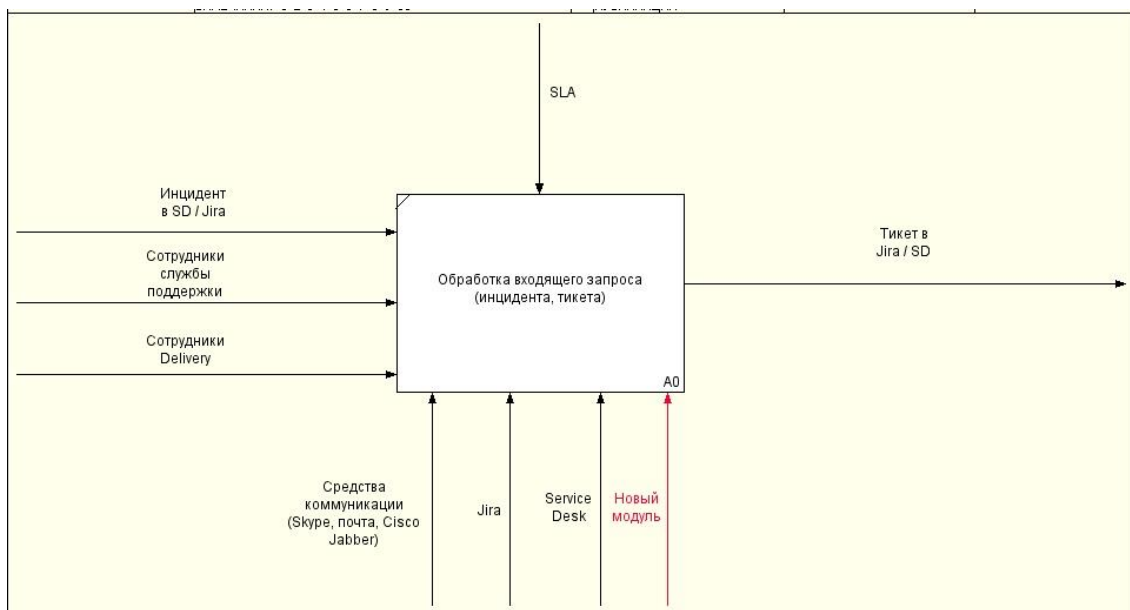 SLA
Инцидент
в SD / Jira
Сотрудники
службы
поддержки
Сотрудники
Delivery
Обработка входящего запроса
(инцидента, тикета)
A0
Тикет в
Jira / SD
Средства
коммуникации
(Skype, почта, Cisco
Jabber)
Jira
Service
Desk
Новый
модуль